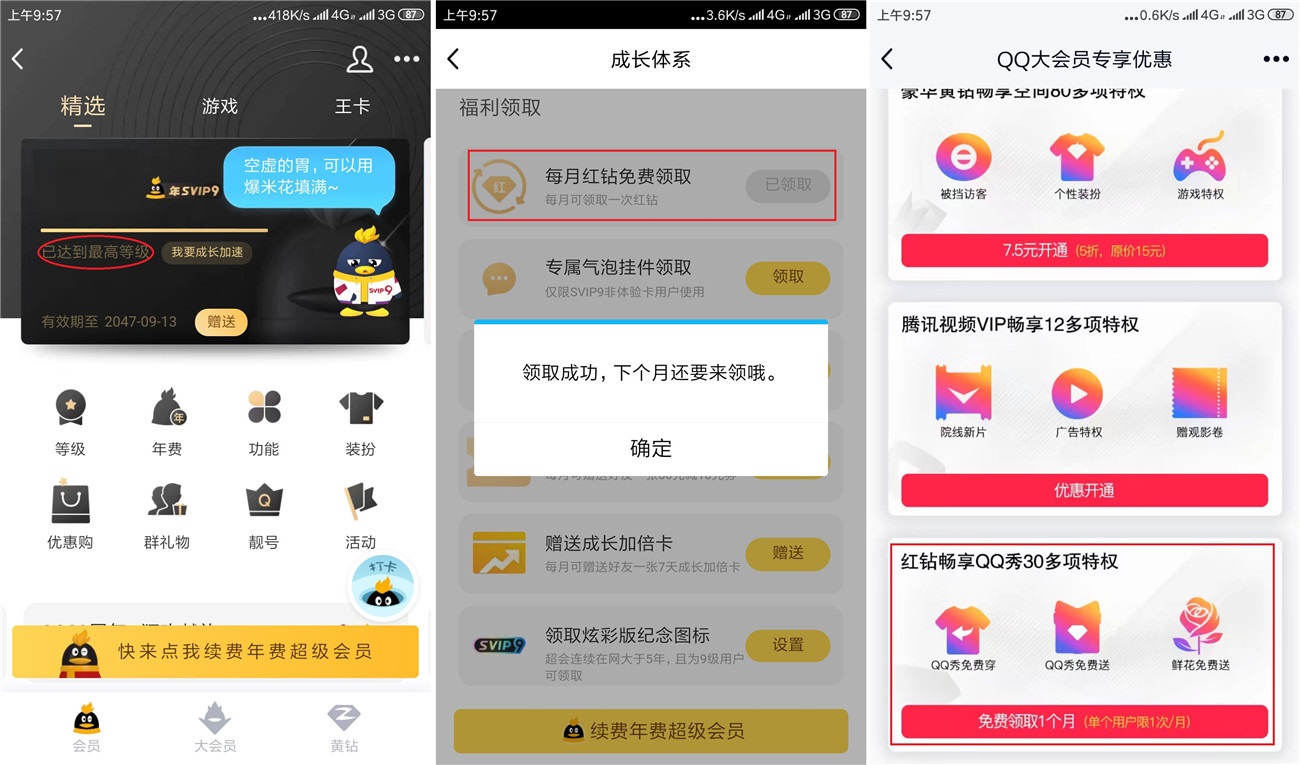 上午9:57
418K/s 4G 3G 87
精选
游戏
王卡
空虚的胃，可以用
爆米花填满~
年SVIP9
已达到最高等级
我要成长加速
SVIP9
有效期至 2047-09-13
赠送
等级
年费
年
功能
装扮
优惠购
群礼物
Q
靓号
活动
打卡
快来点我续费年费超级会员
会员
大会员
黄钻
上午9:57
3.6K/s 4G 3G 87
成长体系
福利领取
红
每月红钻免费领取
每月可领取一次红钻
已领取
专属气泡挂件领取
仅限SVIP9非体验卡用户使用
领取
领取成功，下个月还要来领哦。
确定
赠送成长加倍卡
每月可赠送好友一张7天成长加倍卡
赠送
SVIP9
领取炫彩版纪念图标
超会连续在网大于5年，且为9级用户
可领取
设置
续费年费超级会员
上午9:57
0.6K/s 4G 3G 87
QQ大会员专享优惠
豪华黄钻畅享空间80多项特权
被挡访客
个性装扮
游戏特权
7.5元开通 (5折，原价15元)
腾讯视频VIP畅享12多项特权
院线新片
广告特权
赠观影卷
优惠开通
红钻畅享QQ秀30多项特权
QQ秀免费穿
QQ秀免费送
鲜花免费送
免费领取1个月 (单个用户限1次/月)